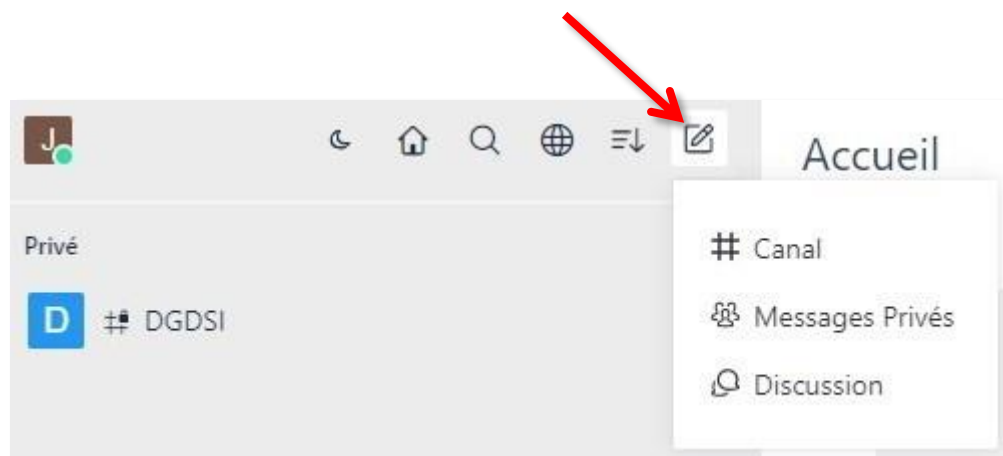 J
Accueil
Privé
Canal
D DGDSI
Messages Privés
Discussion